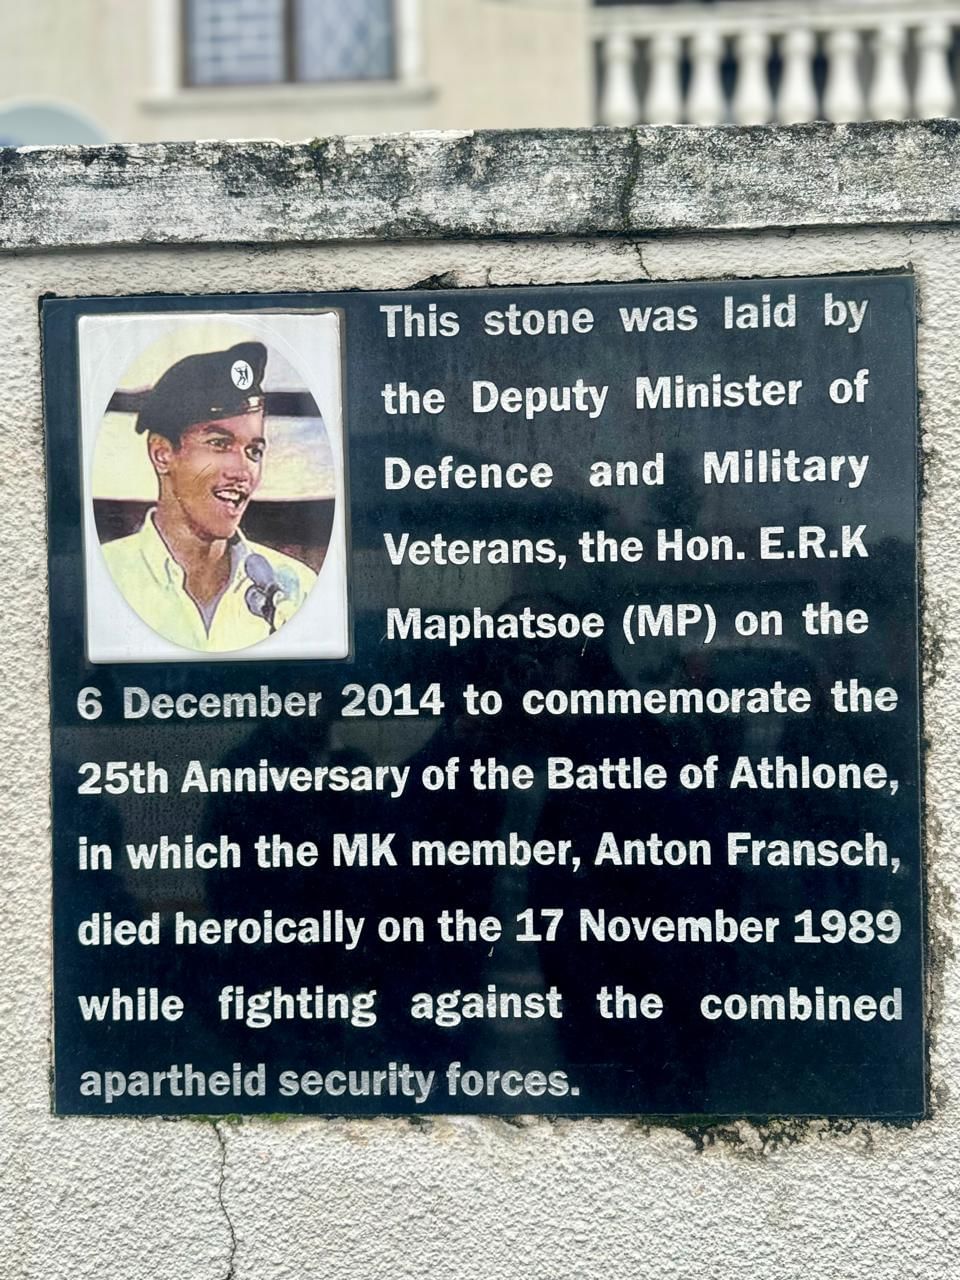 This stone was laid by
the Deputy Minister of
Defence and Military
Veterans, the Hon. E.R.K
Maphatsoe (MP) on the
6 December 2014 to commemorate the
25th Anniversary of the Battle of Athlone,
in which the MK member, Anton Fransch,
died heroically on the 17 November 1989
while fighting against the combined
apartheid security forces.